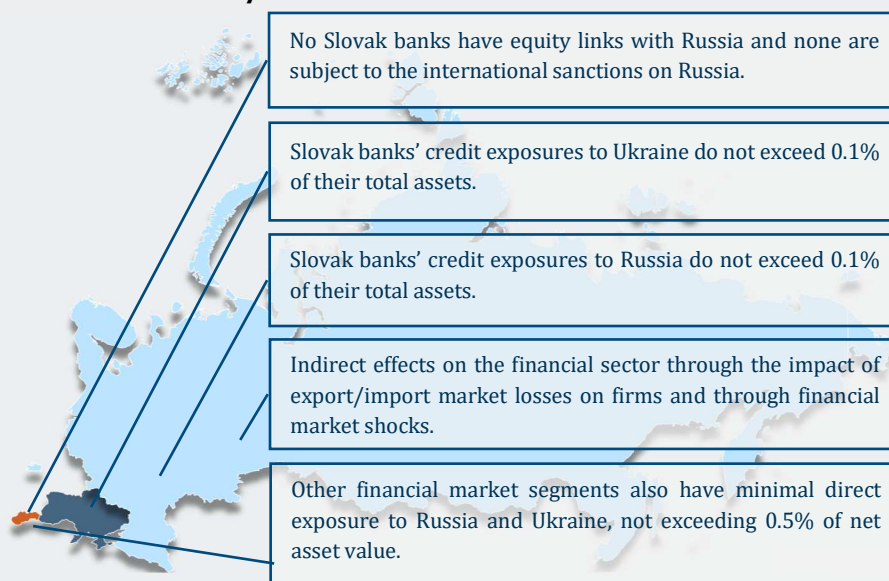 No Slovak banks have equity links with Russia and none are
subject to the international sanctions on Russia.
Slovak banks’ credit exposures to Ukraine do not exceed 0.1%
of their total assets.
Slovak banks’ credit exposures to Russia do not exceed 0.1%
of their total assets.
Indirect effects on the financial sector through the impact of
export/import market losses on firms and through financial
market shocks.
Other financial market segments also have minimal direct
exposure to Russia and Ukraine, not exceeding 0.5% of net
asset value.